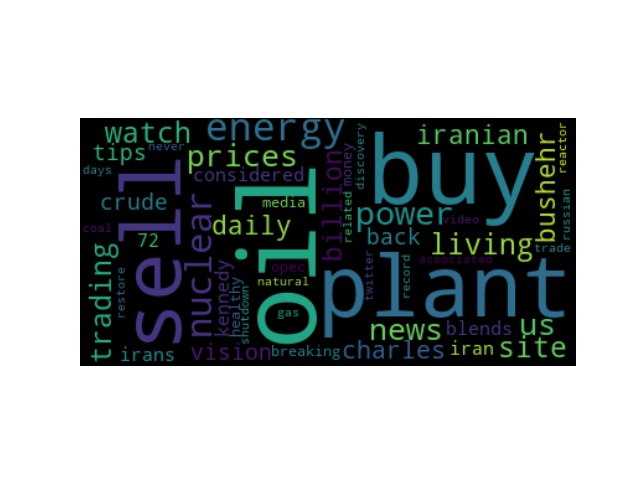 watch
energy
iranian
tips
never
prices
days
considered
sell
oil
buy
bushehr
reactor
discovery
money
billion
related
crude
media
daily
power
video
russian
coal
72
nuclear
back
living
trade
trading
restore
kennedy
healthy
shutdown
opec
natural
gas
plant
twitter
record
associated
news
blends
us
irans
vision
breaking
charles
iran
site